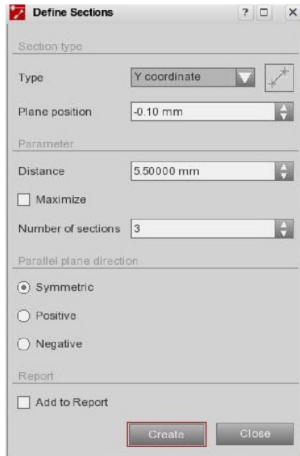 Define Sections ? □ ×
Section type
Type Y coordinate
Plane position -0.10 mm
Parameter
Distance 5.50000 mm
Maximize
Number of sections 3
Parallel plane direction
Symmetric
Positive
Negative
Report
Add to Report
Create Close